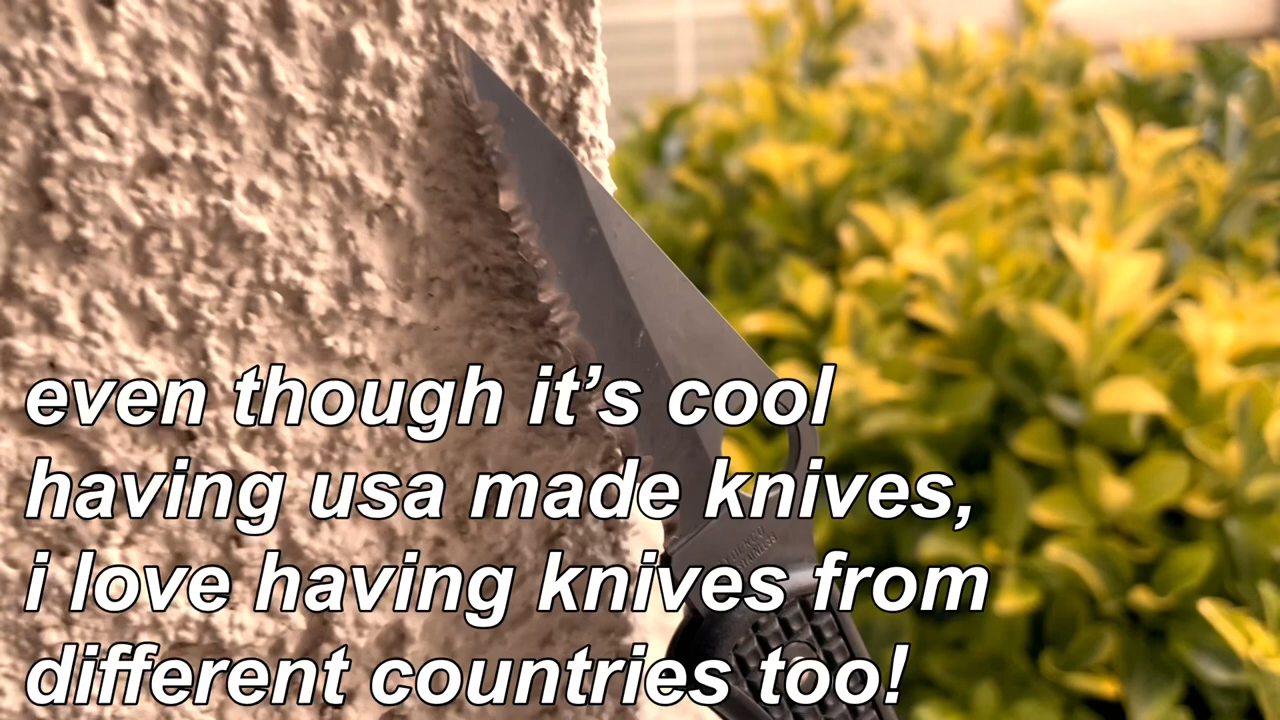 even though it’s cool
having usa made knives,
i love having knives from
different countries too!